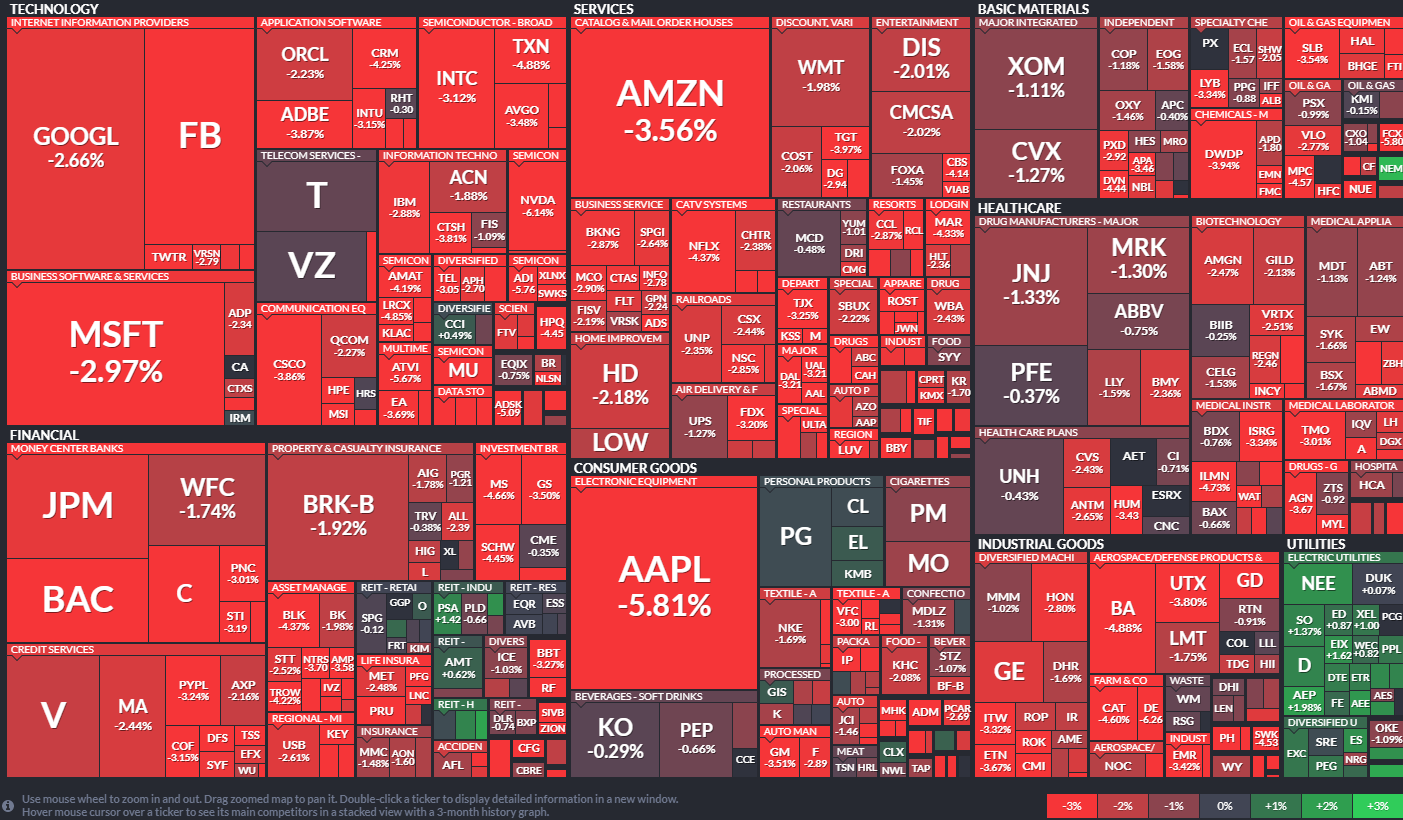 TECHNOLOGY
INTERNET INFORMATION PROVIDERS
GOOGL
-2.66%
FB
TWTR
VRSN
-2.79
APPLICATION SOFTWARE
ORCL
-2.23%
CRM
-4.25%
ADBE
-3.87%
INTU
-3.15%
RHT
-0.30
SEMICONDUCTOR - BROAD
INTC
-3.12%
TXN
-4.88%
AVGO
-3.48%
BUSINESS SOFTWARE & SERVICES
MSFT
-2.97%
ADP
-2.34
CA
CTXS
IRM
TELECOM SERVICES -
T
VZ
INFORMATION TECHNO
IBM
-2.88%
ACN
-1.88%
CTSH
-3.81%
FIS
-1.09%
SEMICON
NVDA
-6.14%
COMMUNICATION EQ
CSCO
-3.86%
QCOM
-2.27%
HPE
HRS
MSI
SEMICON
AMAT
-4.19%
LRCX
-4.85%
KLAC
DIVERSIFIED
TEL
-3.05
APH
-2.70
SEMICON
ADI
-5.76
XLNX
SWKS
DIVERSIFIE
CCI
+0.49%
SCIEN
FTV
HPQ
-4.45
MULTIME
ATVI
-5.67%
EA
-3.69%
SEMICON
MU
EQIX
-0.75%
BR
NLSN
DATA STO
ADSK
-5.09
SERVICES
CATALOG & MAIL ORDER HOUSES
AMZN
-3.56%
DISCOUNT, VARI
WMT
-1.98%
COST
-2.06%
TGT
-3.97%
DG
-2.94
ENTERTAINMENT
DIS
-2.01%
CMCSA
-2.02%
FOXA
-1.45%
CBS
-4.14
VIAB
BUSINESS SERVICE
BKNG
-2.87%
SPGI
-2.64%
MCO
-2.90%
CTAS
INFO
-2.78
FLT
GPN
-2.24
FISV
-2.19%
VRSK
ADS
CATV SYSTEMS
NFLX
-4.37%
CHTR
-2.38%
RESTAURANTS
MCD
-0.48%
YUM
-1.01
DRI
CMG
RESORTS
CCL
-2.87%
RCL
LODGIN
MAR
-4.33%
HLT
-2.36
RAILROADS
UNP
-2.35%
CSX
-2.44%
NSC
-2.85%
DEPART
TJX
-3.25%
KSS
M
SPECIAL
SBUX
-2.22%
APPARE
ROST
JWN
DRUG
WBA
-2.43%
HOME IMPROVEM
HD
-2.18%
LOW
MAJOR
DAL
-3.21
UAL
-3.21
AAL
DRUGS
ABC
CAH
INDUST
FOOD
SYY
AIR DELIVERY & F
UPS
-1.27%
FDX
-3.20%
AUTO P
AZO
AAP
CPRT
KMX
KR
-1.70
SPECIAL
ULTA
REGION
LUV
TIF
BBY
BASIC MATERIALS
MAJOR INTEGRATED
XOM
-1.11%
CVX
-1.27%
INDEPENDENT
COP
-1.18%
EOG
-1.58%
OXY
-1.46%
APC
-0.40%
PXD
-2.92
HES
MRO
APA
-3.46
DVN
-4.44
NBL
SPECIALTY CHE
PX
ECL
-1.57
SHW
-2.05
LYB
-3.34%
PPG
-0.88
IFF
ALB
CHEMICALS - M
DWDP
-3.94%
APD
-1.80
EMN
FMC
OIL & GAS EQUIPMEN
SLB
-3.54%
HAL
BHGE
FTI
OIL & GA
PSX
-0.99%
VLO
-2.77%
MPC
-4.57
HFC
OIL & GAS
KMI
-0.15%
CXO
-1.04
FCX
-5.80
CF
NEM
NUE
HEALTHCARE
DRUG MANUFACTURERS - MAJOR
JNJ
-1.33%
MRK
-1.30%
ABBV
-0.75%
PFE
-0.37%
LLY
-1.59%
BMY
-2.36%
BIOTECHNOLOGY
AMGN
-2.47%
GILD
-2.13%
BIIB
-0.25%
VRTX
-2.51%
CELG
-1.53%
REGN
-2.46
INCY
MEDICAL APPLIA
MDT
-1.13%
ABT
-1.24%
SYK
-1.66%
EW
ZBH
BSX
-1.67%
ABMD
HEALTH CARE PLANS
UNH
-0.43%
CVS
-2.43%
AET
CI
-0.71%
ANTM
-2.65%
HUM
-3.43
ESRX
CNC
MEDICAL INSTR
BDX
-0.76%
ISRG
-3.34%
ILMN
-4.73%
WAT
BAX
-0.66%
MEDICAL LABORATOR
TMO
-3.01%
IQV
LH
A
DGX
DRUGS - G
AGN
-3.67
ZTS
-0.92
MYL
HOSPITA
HCA
FINANCIAL
MONEY CENTER BANKS
JPM
WFC
-1.74%
BAC
C
PNC
-3.01%
STI
-3.19
PROPERTY & CASUALTY INSURANCE
BRK-B
-1.92%
AIG
-1.78%
PGR
-1.21
TRV
-0.38%
ALL
-2.39
HIG
XL
L
INVESTMENT BR
MS
-4.66%
GS
-3.50%
SCHW
-4.45%
CME
-0.35%
CREDIT SERVICES
V
MA
-2.44%
PYPL
-3.24%
AXP
-2.16%
COF
-3.15%
DFS
TSS
SYF
EFX
WU
ASSET MANAGE
BLK
-4.37%
BK
-1.98%
STT
-2.52%
NTRS
-3.70
AMP
-3.58
TROW
-4.22%
IVZ
REIT - RETAI
SPG
-0.12
GGP
O
FRT
KIM
REIT - INDU
PSA
+1.42
PLD
-0.66
REIT - RES
EQR
ESS
AVB
REIT -
AMT
+0.62%
DIVERS
ICE
-1.03%
BBT
-3.27%
RF
LIFE INSURA
MET
-2.48%
PFG
LNC
PRU
REGIONAL - MI
USB
-2.61%
KEY
INSURANCE
MMC
-1.48%
AON
-1.60
REIT - H
REIT -
DLR
-0.74
BXP
SIVB
ZION
ACCIDEN
AFL
CFG
CBRE
CONSUMER GOODS
ELECTRONIC EQUIPMENT
AAPL
-5.81%
PERSONAL PRODUCTS
PG
CL
EL
KMB
CIGARETTES
PM
MO
TEXTILE - A
NKE
-1.69%
TEXTILE - A
VFC
-3.00
RL
CONFECTIO
MDLZ
-1.31%
PACKA
IP
FOOD -
KHC
-2.08%
BEVER
STZ
-1.07%
BF-B
PROCESSED
GIS
K
BEVERAGES - SOFT DRINKS
KO
-0.29%
PEP
-0.66%
CCE
AUTO
JCI
-1.46
MHK
ADM
PCAR
-2.69
AUTO MAN
GM
-3.51%
F
-2.89
MEAT
TSN
HRL
CLX
NWL
TAP
INDUSTRIAL GOODS
DIVERSIFIED MACHI
MMM
-1.02%
HON
-2.80%
GE
DHR
-1.69%
ITW
-3.32%
ROP
IR
ROK
AME
ETN
-3.67%
CMI
AEROSPACE/DEFENSE PRODUCTS &
BA
-4.88%
UTX
-3.80%
GD
LMT
-1.75%
RTN
-0.91%
COL
LLL
TDG
HII
FARM & CO
CAT
-4.60%
DE
-6.26
WASTE
WM
RSG
DHI
LEN
AEROSPACE/
NOC
INDUST
EMR
-3.42%
PH
SWK
-4.53
WY
UTILITIES
ELECTRIC UTILITIES
NEE
DUK
+0.07%
SO
+1.37%
ED
+0.87
XEL
+1.00
PCG
EIX
+1.62
WEC
+0.82
PPL
D
DTE
ETR
AEP
+1.98%
FE
AEE
AES
DIVERSIFIED U
EXC
SRE
ES
PEG
NRG
OKE
-1.09%
Use mouse wheel to zoom in and out. Drag zoomed map to pan it. Double-click a ticker to display detailed information in a new window.
Hover mouse cursor over a ticker to see its main competitors in a stacked view with a 3-month history graph.
-3% -2% -1% 0% +1% +2% +3%